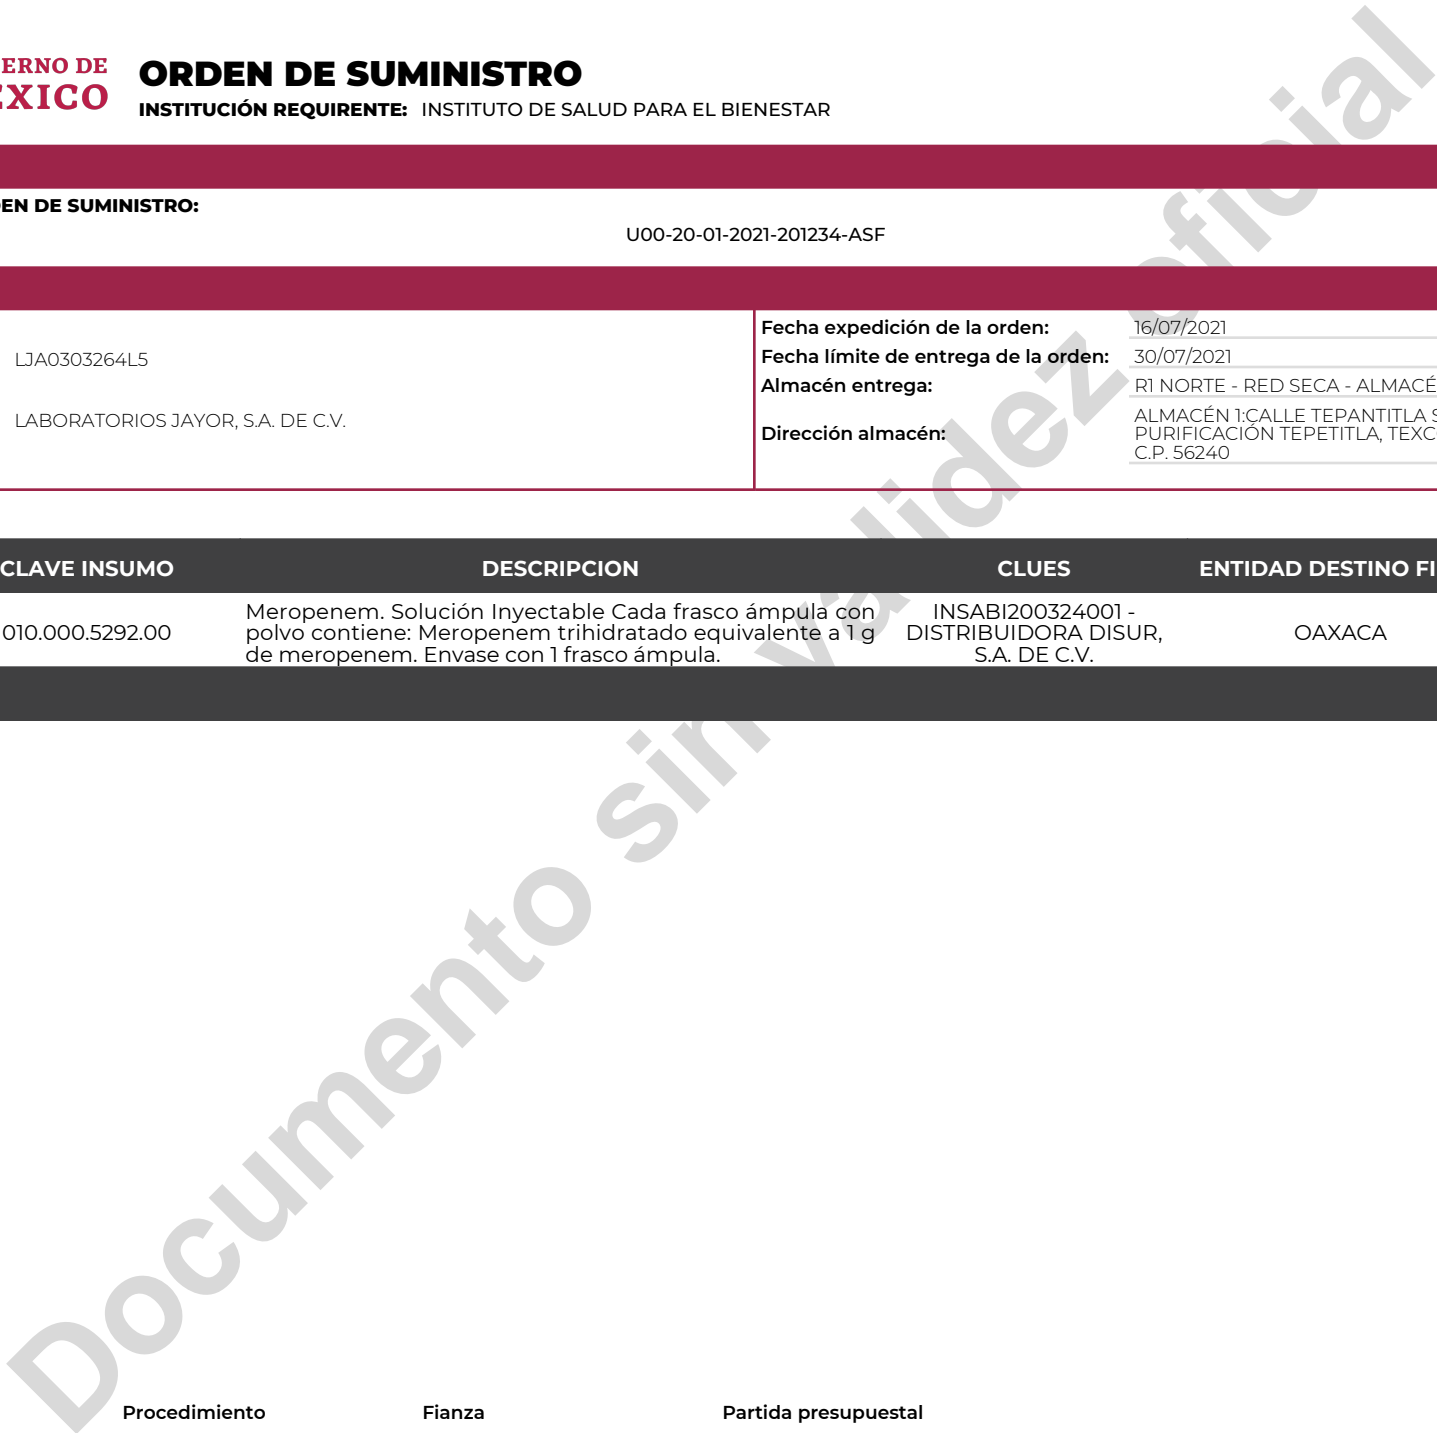 ERNO DE
ÉXICO
ORDEN DE SUMINISTRO
INSTITUCIÓN REQUIRENTE: INSTITUTO DE SALUD PARA EL BIENESTAR
EN DE SUMINISTRO:
U00-20-01-2021-201234-ASF
LJA0303264L5
LABORATORIOS JAYOR, S.A. DE C.V.
Fecha expedición de la orden: 16/07/2021
Fecha límite de entrega de la orden: 30/07/2021
Almacén entrega: R1 NORTE - RED SECA - ALMACÉ
Dirección almacén:
ALMACÉN 1:CALLE TEPANTITLA S
PURIFICACIÓN TEPETITLA, TEXC
C.P. 56240
CLAVE INSUMO DESCRIPCION CLUES ENTIDAD DESTINO FI
010.000.5292.00
Meropenem. Solución Inyectable Cada frasco ámpula con
polvo contiene: Meropenem trihidratado equivalente a 1 g
de meropenem. Envase con 1 frasco ámpula.
INSABI200324001 -
DISTRIBUIDORA DISUR,
S.A. DE C.V.
OAXACA
Documento sin validez oficial
Procedimiento Fianza Partida presupuestal